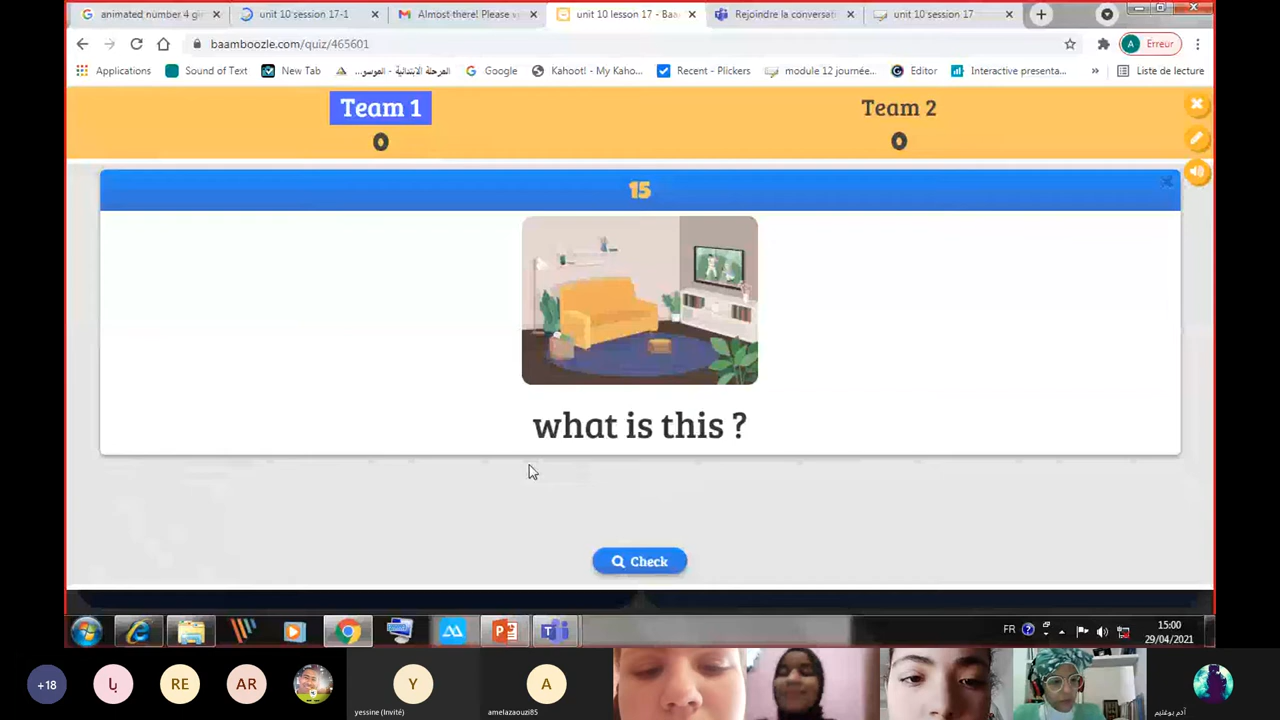 animated number 4 gi
unit 10 session 17-1
Almost there! Please v
unit 10 lesson 17 - Baa
Rejoindre la conversati
unit 10 session 17
baamboozle.com/quiz/465601
A Erreur
Applications
Sound of Text
New Tab
المرحلة الابتدائية - الموسو...
Google
Kahoot! - My Kaho...
Recent - Plickers
module 12 journée...
Editor
Interactive presenta...
Liste de lecture
Team 1
Team 2
0
0
15
what is this ?
Check
FR
15:00
29/04/2021
+18
RE
AR
Y
A
yessine (Invité)
amelazaouzi85